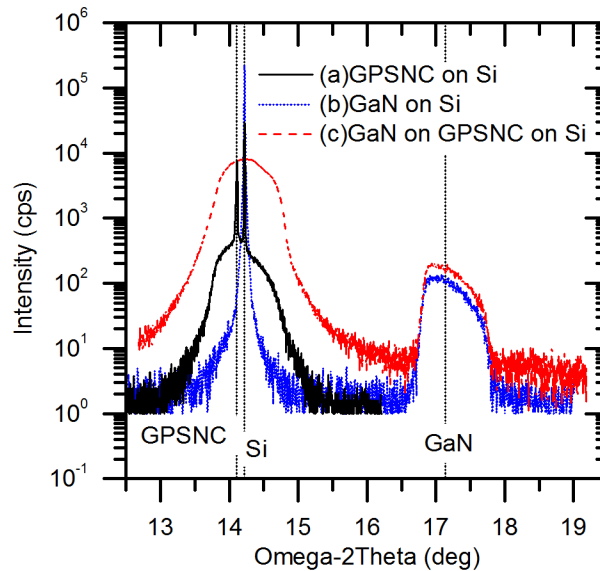 10^6
10^5
10^4
10^3
10^2
10^1
10^0
10^-1
Intensity (cps)
(a)GPSNC on Si
(b)GaN on Si
(c)GaN on GPSNC on Si
GPSNC
Si
GaN
13 14 15 16 17 18 19
Omega-2Theta (deg)